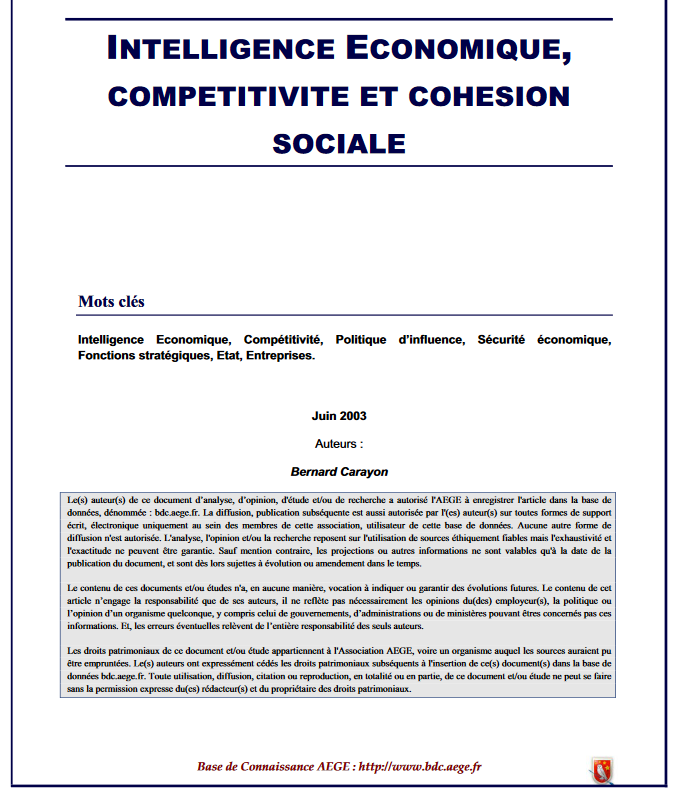 INTELLIGENCE ECONOMIQUE,
COMPETITIVITE ET COHESION
SOCIALE
Mots clés
Intelligence Economique, Compétitivité, Politique d'influence, Sécurité économique,
Fonctions stratégiques, Etat, Entreprises.
Juin 2003
Auteurs :
Bernard Carayon
Le(s) auteur(s) de ce document d'analyse, d'opinion, d'étude et/ou de recherche a autorisé l'AEGE à enregistrer l'article dans la base de
données, dénommée : bdc.aege.fr. La diffusion, publication subséquente est aussi autorisée par l'(es) auteur(s) sur toutes formes de support
écrit, électronique uniquement au sein des membres de cette association, utilisateur de cette base de données. Aucune autre forme de
diffusion n'est autorisée. L'analyse, l'opinion et/ou la recherche reposent sur l'utilisation de sources éthiquement fiables mais l'exhaustivité et
l'exactitude ne peuvent être garantie. Sauf mention contraire, les projections ou autres informations ne sont valables qu'à la date de la
publication du document, et sont dès lors sujettes à évolution ou amendement dans le temps.
Le contenu de ces documents et/ou études n'a, en aucune manière, vocation à indiquer ou garantir des évolutions futures. Le contenu de cet
article n'engage la responsabilité que de ses auteurs, il ne reflète pas nécessairement les opinions du(des) employeur(s), la politique ou
l'opinion d'un organisme quelconque, y compris celui de gouvernements, d'administrations ou de ministères pouvant êtres concernés pas ces
informations. Et, les erreurs éventuelles relèvent de l'entière responsabilité des seuls auteurs.
Les droits patrimoniaux de ce document et/ou étude appartiennent à l'Association AEGE, voire un organisme auquel les sources auraient pu
être empruntées. Le(s) auteurs ont expressément cédés les droits patrimoniaux subséquents à l'insertion de ce(s) document(s) dans la base de
données bdc.aege.fr. Toute utilisation, diffusion, citation ou reproduction, en totalité ou en partie, de ce document et/ou étude ne peut se faire
sans la permission expresse du(es) rédacteur(s) et du propriétaire des droits patrimoniaux.
Base de Connaissance AEGE : http://www.bdc.aege.fr